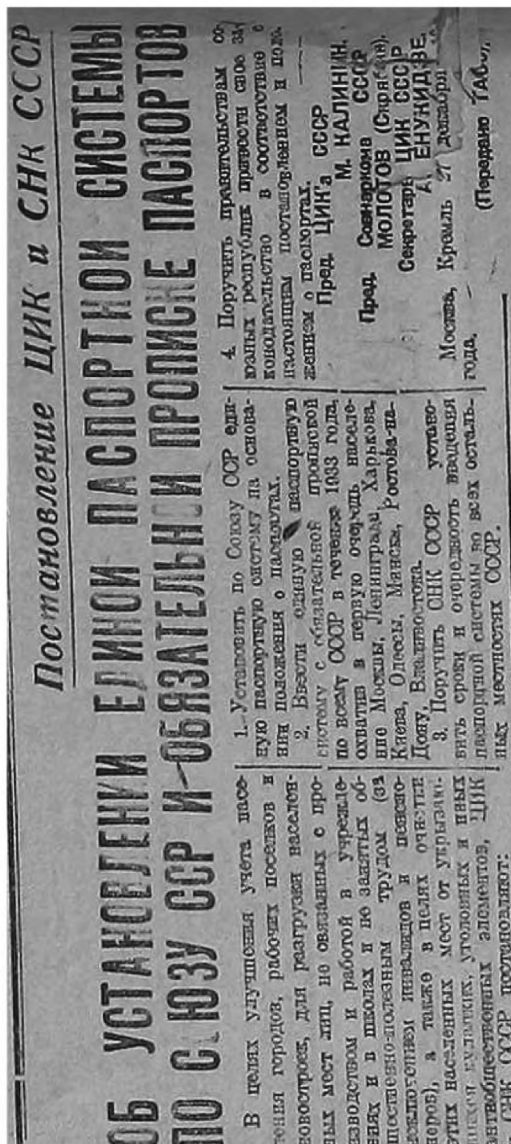 Постановление ЦИК и СНК СССР
ОБ УСТАНОВЛЕНИИ ЕДИНОЙ ПАСПОРТНОЙ СИСТЕМЫ
ПО СОЮЗУ ССР И ОБЯЗАТЕЛЬНОЙ ПРОПИСКЕ ПАСПОРТОВ
В целях улучшения учета насе-
ления городов, рабочих поселков и
новостроек, для разгрузки населен-
ных мест лиц, не связанных с про-
изводством и работой в учрежде-
ниях и в школах и не занятых об-
щественно-полезным трудом (за
исключением инвалидов и пенсио-
неров), а также в целях очистки
этих населенных мест от укрываю-
кулацких, уголовных и иных
антиобщественных элементов, ЦИК
СНК СССР постановляют:
1. Установить по Союзу ССР еди-
ную паспортную систему на основа-
нии положения о паспортах.
2. Ввести единую паспортную
систему с обязательной пропиской
по всему СССР в течение 1933 года,
охватив в первую очередь населе-
ние Москвы, Ленинграда, Харькова,
Киева, Одессы, Минска, Ростова-на-
Дону, Владивостока.
3. Поручить СНК СССР устано-
вить сроки и очередность введения
паспортной системы во всех осталь-
ных местностях СССР.
4. Поручить правительствам со-
юзных республик привести свое за-
конодательство в соответствие с
настоящим постановлением и поло-
жением о паспортах.
Пред. ЦИК'а СССР
М. КАЛИНИН.
Пред. Совнаркома СССР
МОЛОТОВ (Скрябин).
Секретарь ЦИК СССР
А. ЕНУКИДЗЕ.
Москва, Кремль 27 декабря
года.
(Передано ТАСС).